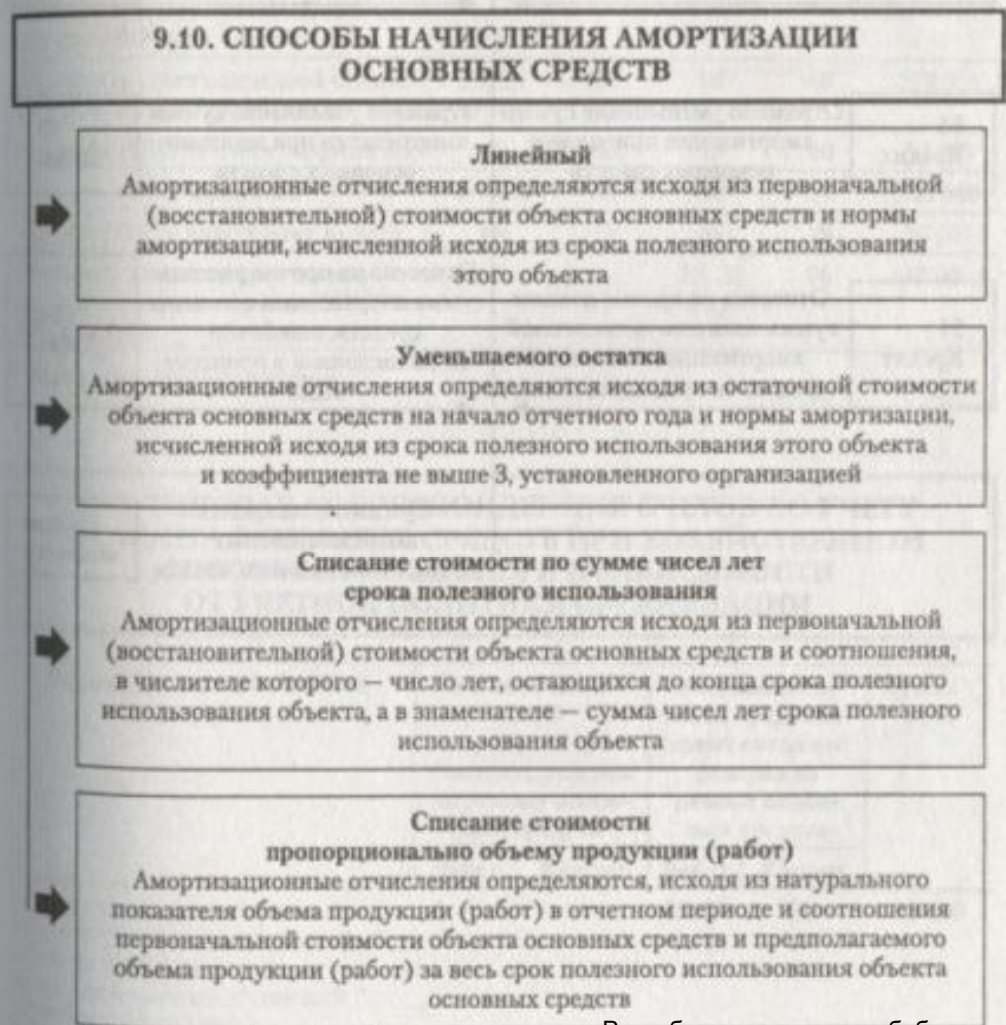 9.10. СПОСОБЫ НАЧИСЛЕНИЯ АМОРТИЗАЦИИ
ОСНОВНЫХ СРЕДСТВ
Линейный
Амортизационные отчисления определяются исходя из первоначальной
(восстановительной) стоимости объекта основных средств и нормы
амортизации, исчисленной исходя из срока полезного использования
этого объекта
Уменьшаемого остатка
Амортизационные отчисления определяются исходя из остаточной стоимости
объекта основных средств на начало отчетного года и нормы амортизации,
исчисленной исходя из срока полезного использования этого объекта
и коэффициента не выше 3, установленного организацией
Списание стоимости по сумме чисел лет
срока полезного использования
Амортизационные отчисления определяются исходя из первоначальной
(восстановительной) стоимости объекта основных средств и соотношения,
в числителе которого — число лет, остающихся до конца срока полезного
использования объекта, а в знаменателе — сумма чисел лет срока полезного
использования объекта
Списание стоимости
пропорционально объему продукции (работ)
Амортизационные отчисления определяются, исходя из натурального
показателя объема продукции (работ) в отчетном периоде и соотношения
первоначальной стоимости объекта основных средств и предполагаемого
объема продукции (работ) за весь срок полезного использования объекта
основных средств